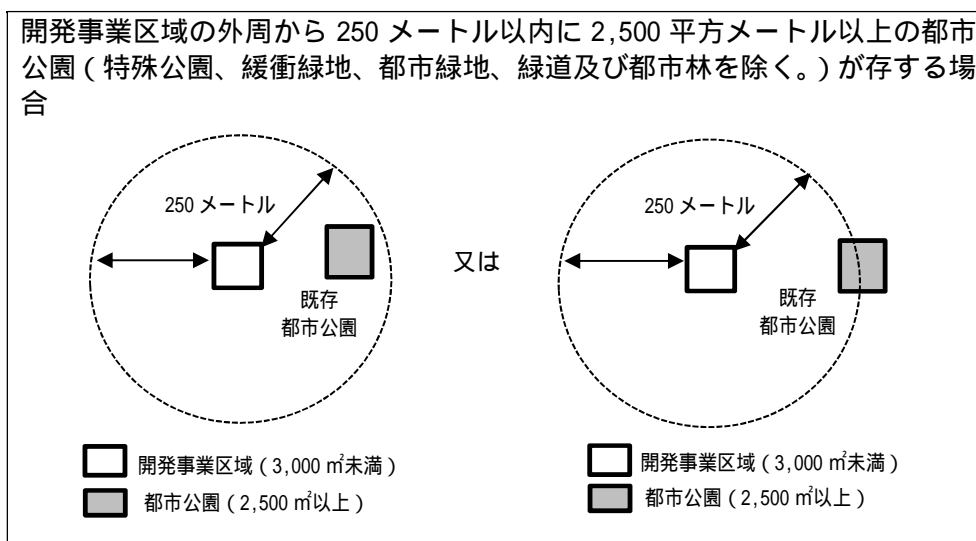 開発事業区域の外周から 250 メートル以内に 2,500 平方メートル以上の都市
公園（特殊公園、緩衝緑地、都市緑地、緑道及び都市林を除く。）が存する場
合
250 メートル
既存
都市公園
開発事業区域（3,000 ㎡未満）
都市公園（2,500 ㎡以上）
又は
250 メートル
既存
都市公園
開発事業区域（3,000 ㎡未満）
都市公園（2,500 ㎡以上）